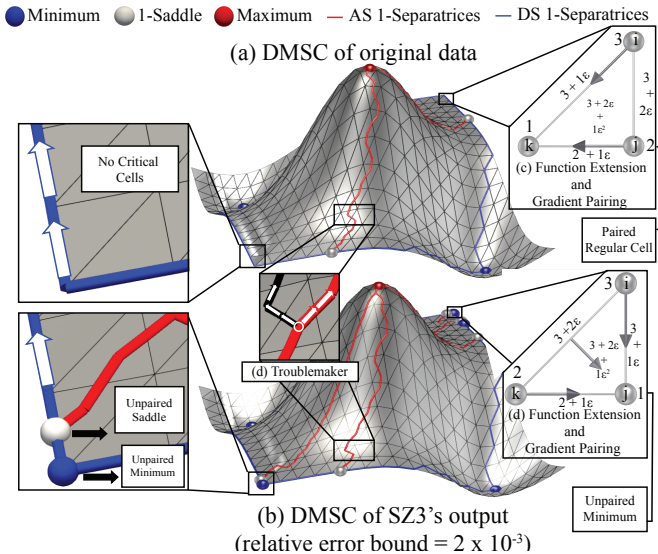 Minimum 1-Saddle Maximum AS 1-Separatrices DS 1-Separatrices
(a) DMSC of original data
No Critical
Cells
3 i
3 + 1ε
3
+
2ε
3 + 2ε
+
1ε²
1
k
j 2
2 + 1ε
(c) Function Extension
and
Gradient Pairing
Paired
Regular Cell
(d) Troublemaker
Unpaired
Saddle
Unpaired
Minimum
3 i
3 +2ε
3
+
1ε
3 + 2ε
+
1ε²
2
k
j 1
2 + 1ε
(d) Function Extension
and
Gradient Pairing
Unpaired
Minimum
(b) DMSC of SZ3's output
(relative error bound = 2 x 10⁻³)